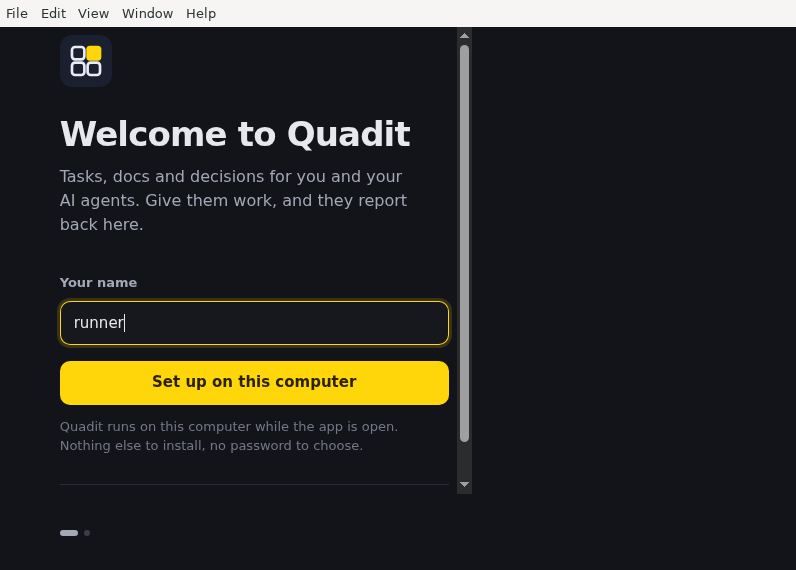 File Edit View Window Help
Welcome to Quadit
Tasks, docs and decisions for you and your
AI agents. Give them work, and they report
back here.
Your name
runner
Set up on this computer
Quadit runs on this computer while the app is open.
Nothing else to install, no password to choose.